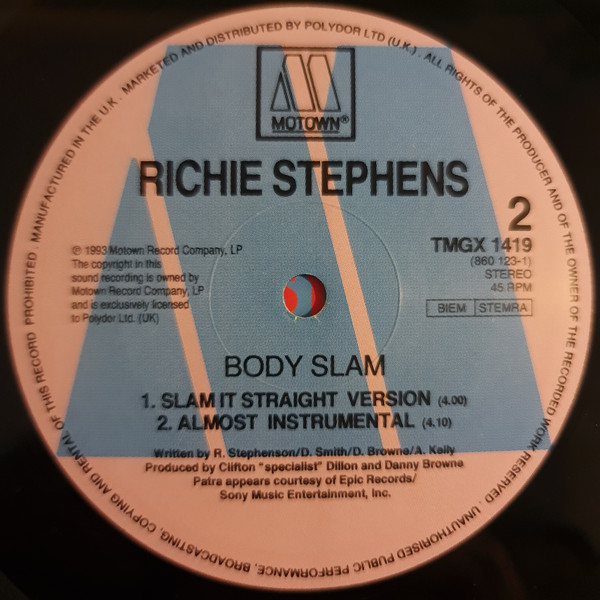 MANUFACTURED IN THE U.K. MARKETED AND DISTRIBUTED BY POLYDOR LTD (U.K.). ALL RIGHTS OF THE PRODUCER AND OF THE OWNER OF THE RECORDED WORK RESERVED. UNAUTHORISED PUBLIC PERFORMANCE, BROADCASTING, COPYING AND RENTAL OF THIS RECORD PROHIBITED.
MOTOWN®
RICHIE STEPHENS
2
TMGX 1419
(860 123-1)
STEREO
45 RPM
BIEM STEMRA
℗ 1993 Motown Record Company, LP
The copyright in this
sound recording is owned by
Motown Record Company, LP
and is exclusively licensed
to Polydor Ltd. (UK)
BODY SLAM
1. SLAM IT STRAIGHT VERSION (4.00)
2. ALMOST INSTRUMENTAL (4.10)
Written by R. Stephenson/D. Smith/D. Browne/A. Kelly
Produced by Clifton "specialist" Dillon and Danny Browne
Patra appears courtesy of Epic Records/
Sony Music Entertainment, Inc.